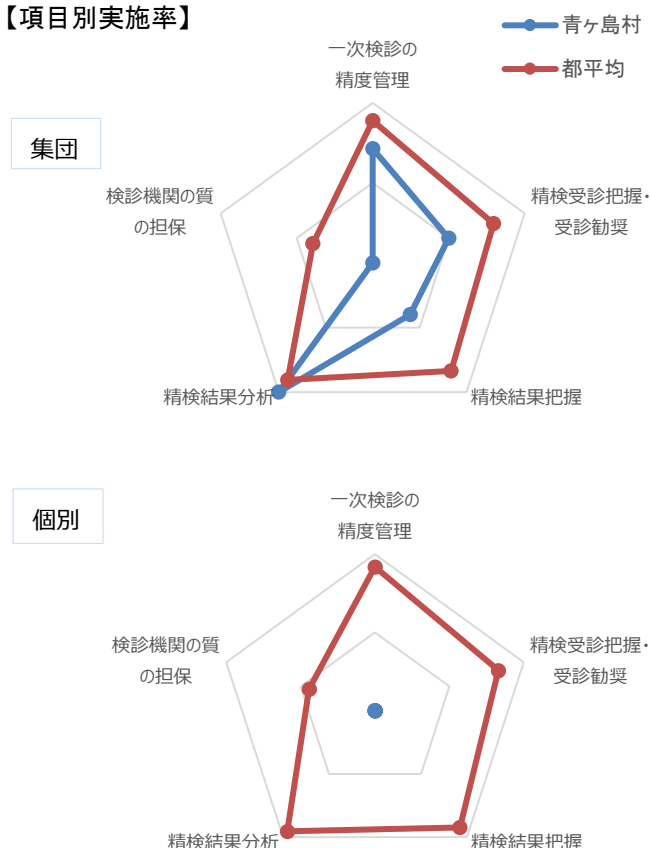 【項目別実施率】
青ヶ島村
都平均
集団
一次検診の
精度管理
精検受診把握・
受診勧奨
精検結果把握
精検結果分析
検診機関の質
の担保
個別
一次検診の
精度管理
精検受診把握・
受診勧奨
精検結果把握
精検結果分析
検診機関の質
の担保